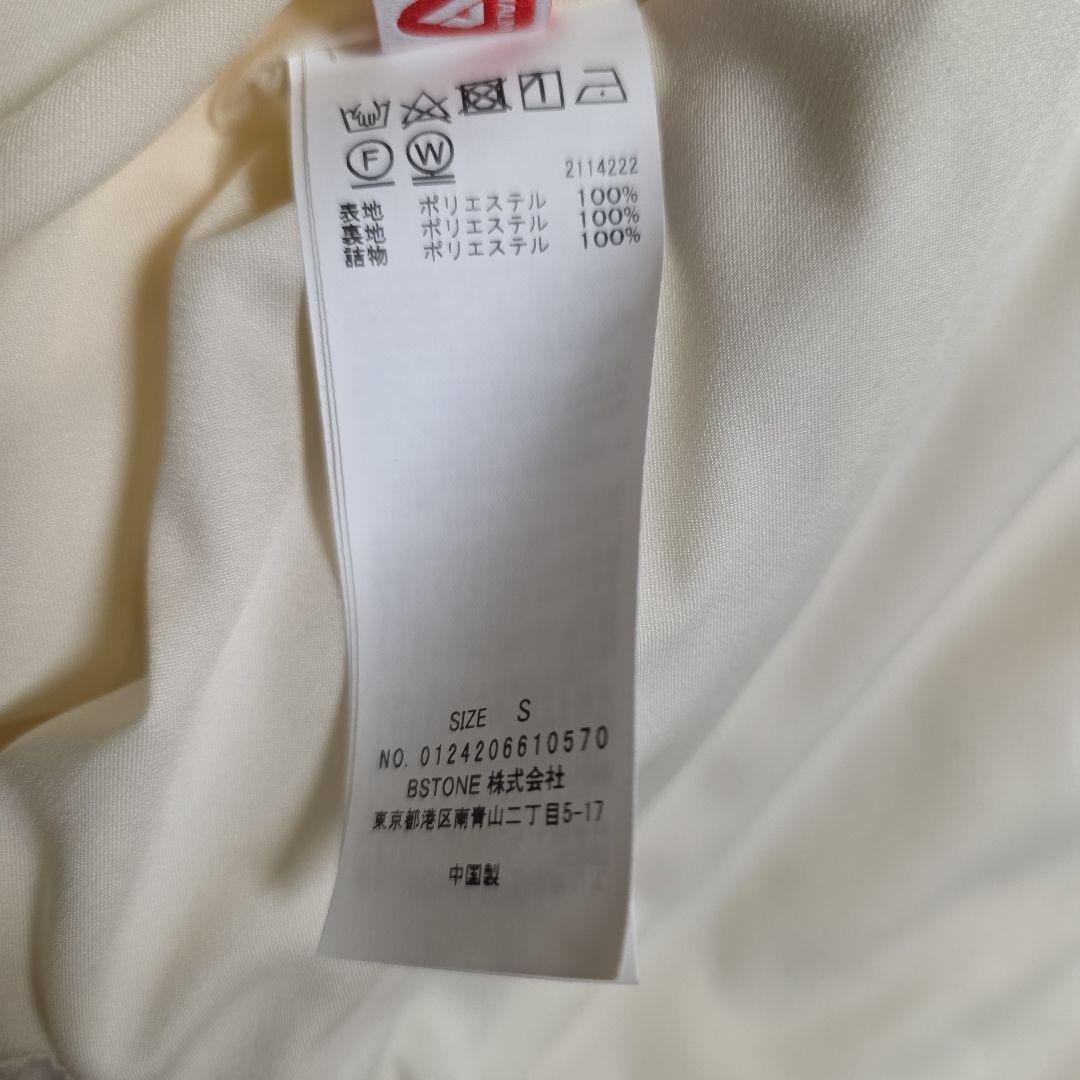 F W
2114222
表地 ポリエステル 100%
裏地 ポリエステル 100%
詰物 ポリエステル 100%
SIZE S
NO. 0124206610570
BSTONE 株式会社
東京都港区南青山二丁目5-17
中国製